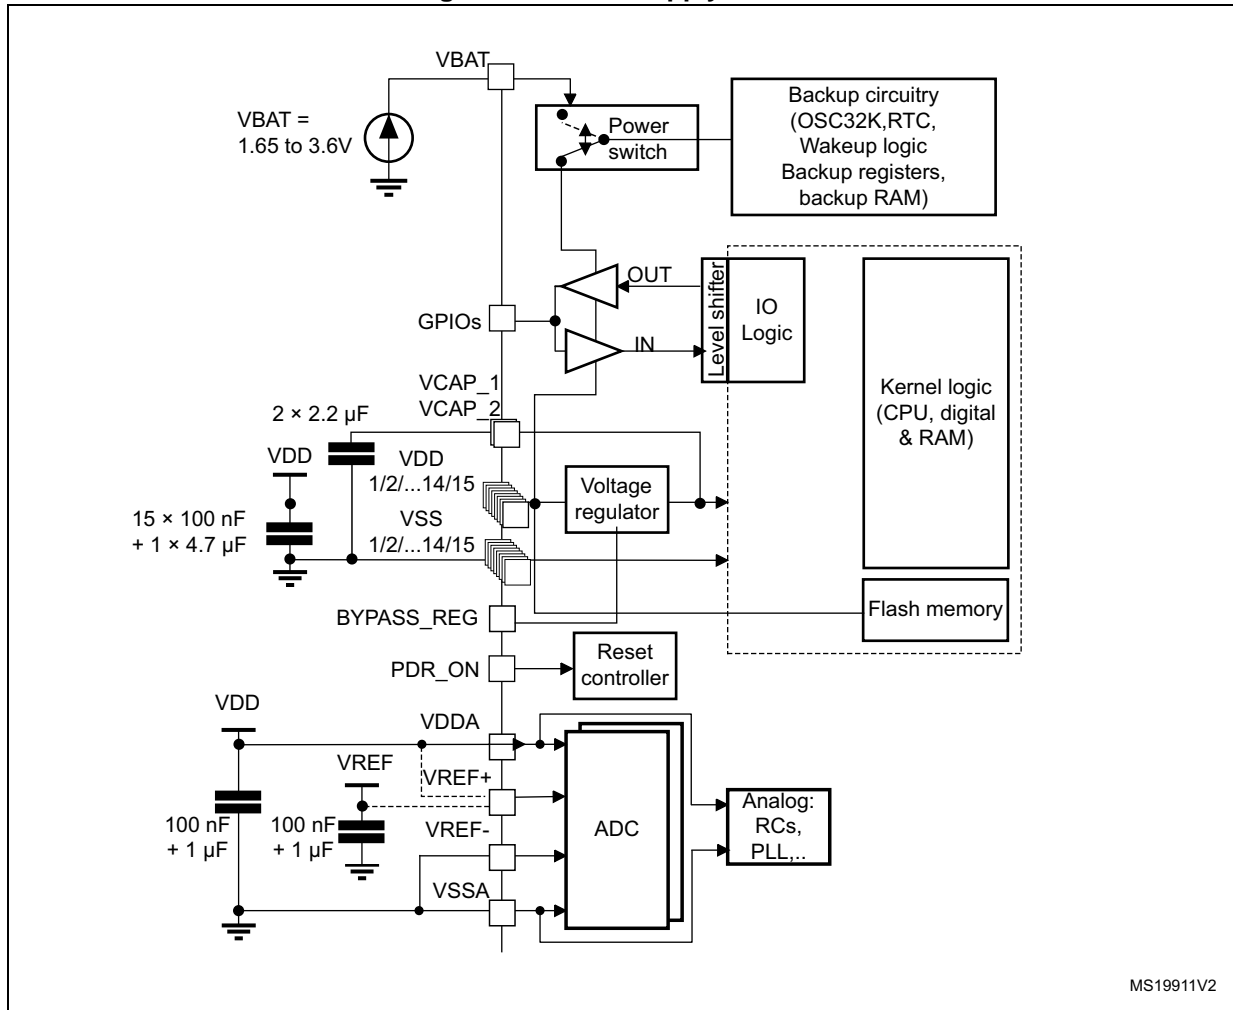 VBAT
VBAT =
1.65 to 3.6V
Power
switch
Backup circuitry
(OSC32K,RTC,
Wakeup logic
Backup registers,
backup RAM)
OUT
Level shifter
IO
Logic
GPIOs
IN
Kernel logic
(CPU, digital
& RAM)
VCAP_1
VCAP_2
2 × 2.2 μF
VDD
VDD
1/2/...14/15
Voltage
regulator
15 × 100 nF
+ 1 × 4.7 μF
VSS
1/2/...14/15
Flash memory
BYPASS_REG
PDR_ON
Reset
controller
VDD
VDDA
VREF
VREF+
100 nF
+ 1 μF
100 nF
+ 1 μF
VREF-
ADC
Analog:
RCs,
PLL,..
VSSA
MS19911V2